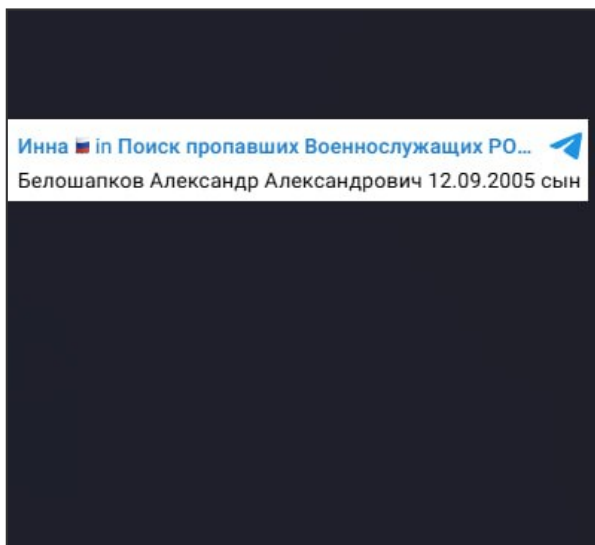 Инна 🇷🇺 in Поиск пропавших Военнослужащих РО...
Белошапков Александр Александрович 12.09.2005 сын